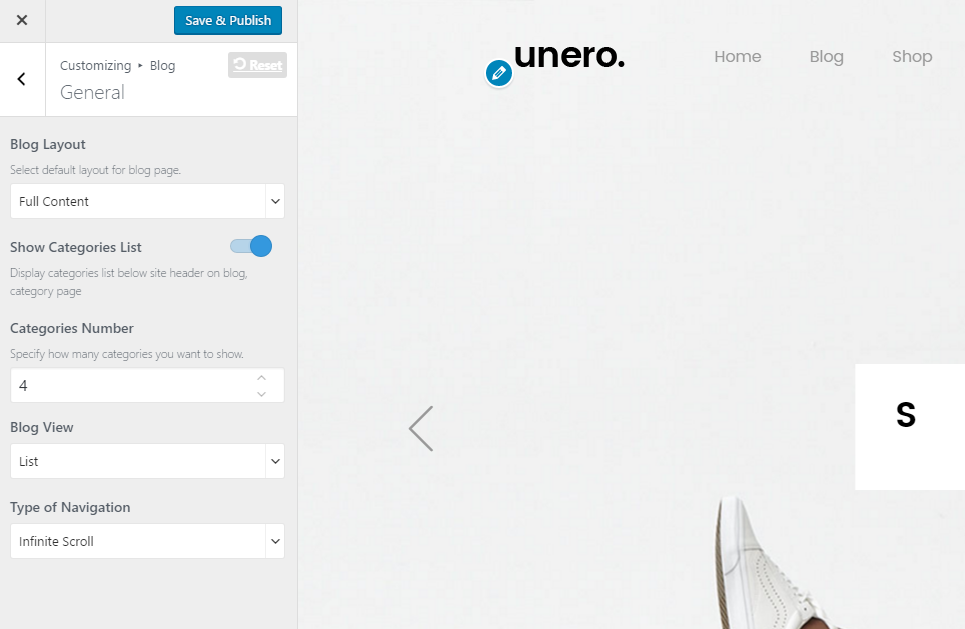 Save & Publish
Customizing ▸ Blog
Reset
General
Blog Layout
Select default layout for blog page.
Full Content
Show Categories List
Display categories list below site header on blog,
category page
Categories Number
Specify how many categories you want to show.
4
Blog View
List
Type of Navigation
Infinite Scroll
unero.
Home
Blog
Shop
S